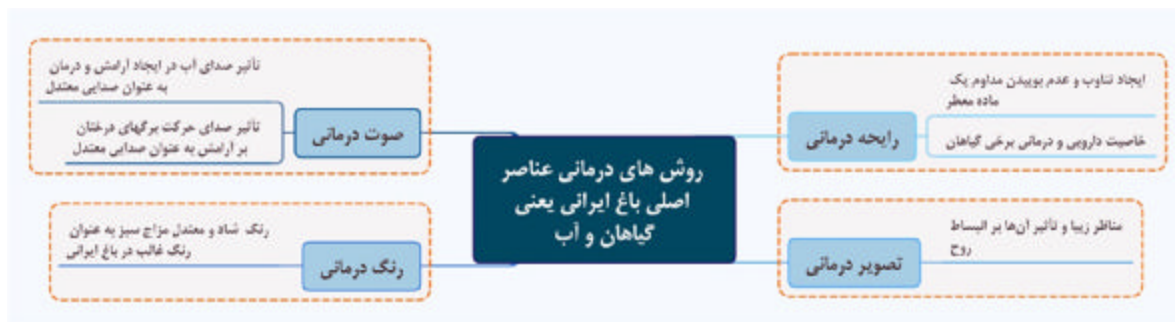 روش های درمانی عناصر
اصلی باغ ایرانی یعنی
گیاهان و آب
رایحه درمانی
ایجاد تناوب و عدم بوییدن مداوم یک
ماده معطر
خاصیت دارویی و درمانی برخی گیاهان
تصویر درمانی
مناظر زیبا و تأثیر آن‌ها بر انبساط
روح
صوت درمانی
تأثیر صدای آب در ایجاد آرامش و درمان
به عنوان صدایی معتدل
تأثیر صدای حرکت برگهای درختان
بر آرامش به عنوان صدایی معتدل
رنگ درمانی
رنگ شاد و معتدل مزاج سبز به عنوان
رنگ غالب در باغ ایرانی